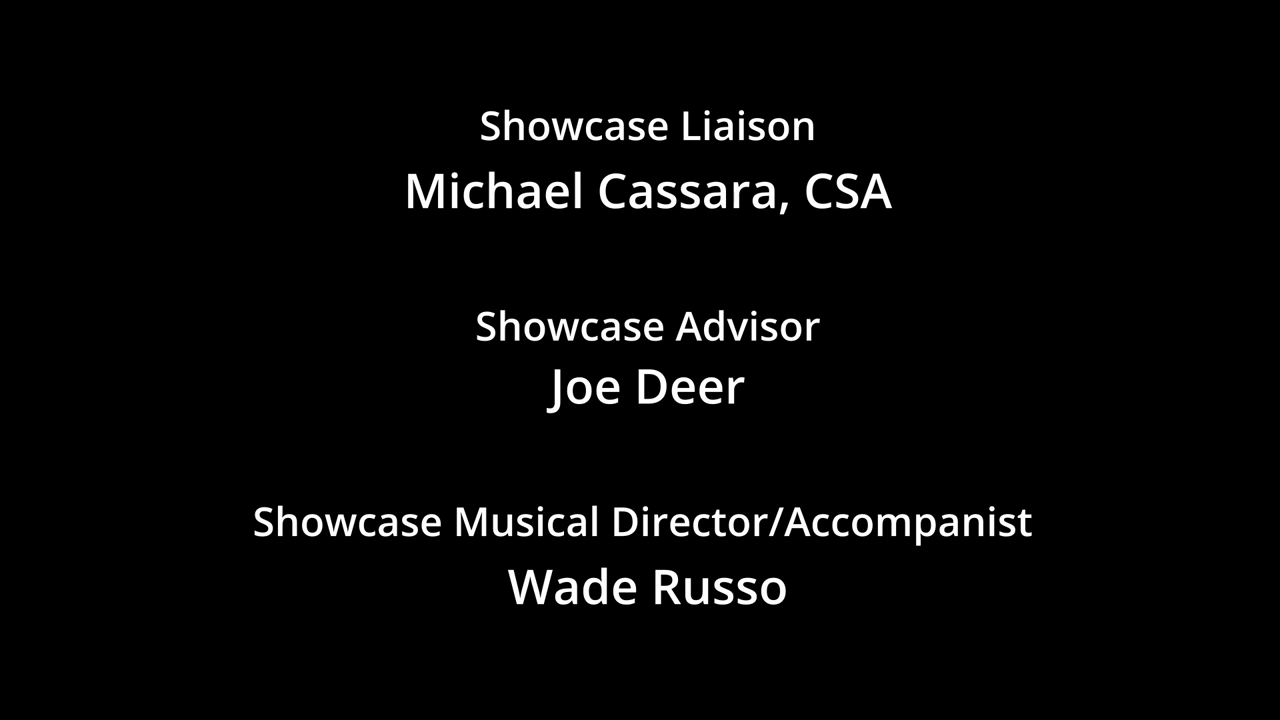 Showcase Liaison
Michael Cassara, CSA
Showcase Advisor
Joe Deer
Showcase Musical Director/Accompanist
Wade Russo